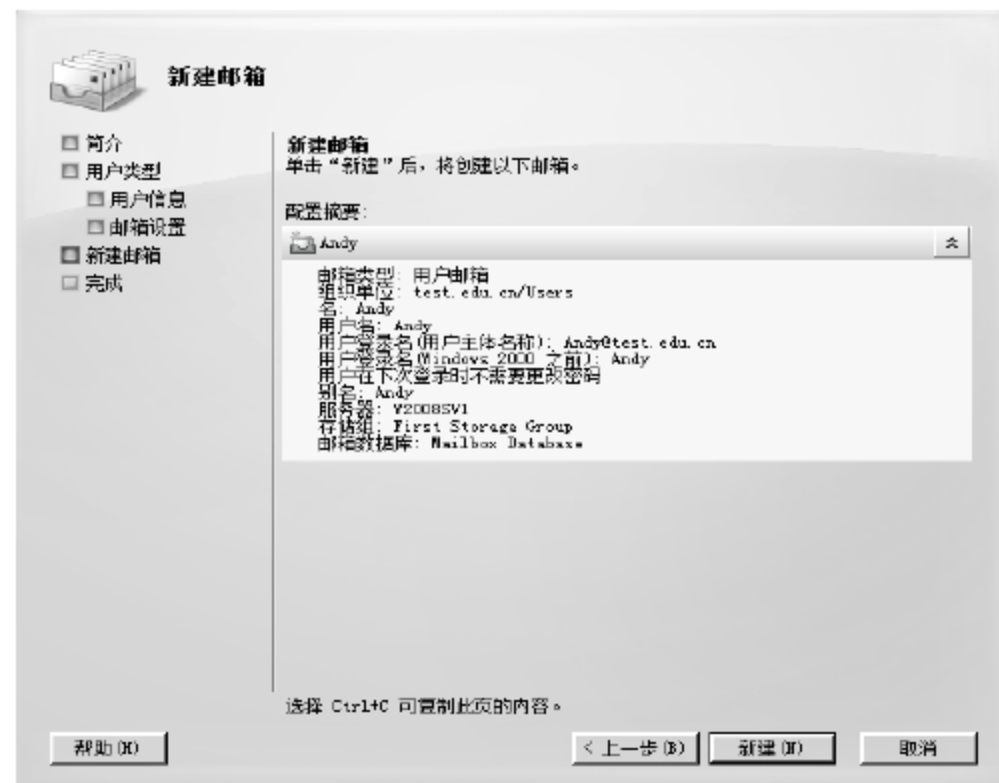 新建邮箱
简介
用户类型
用户信息
邮箱设置
新建邮箱
完成
新建邮箱
单击“新建”后，将创建以下邮箱。
配置摘要：
Andy
邮箱类型: 用户邮箱
组织单位: test.edu.cn/Users
名: Andy
用户名: Andy
用户登录名(用户主体名称): Andy@test.edu.cn
用户登录名(Windows 2000 之前): Andy
用户在下次登录时不需要更改密码
别名: Andy
服务器: W2008SV1
存储组: First Storage Group
邮箱数据库: Mailbox Database
选择 Ctrl+C 可复制此页的内容。
帮助(H)
< 上一步(B)
新建(N)
取消